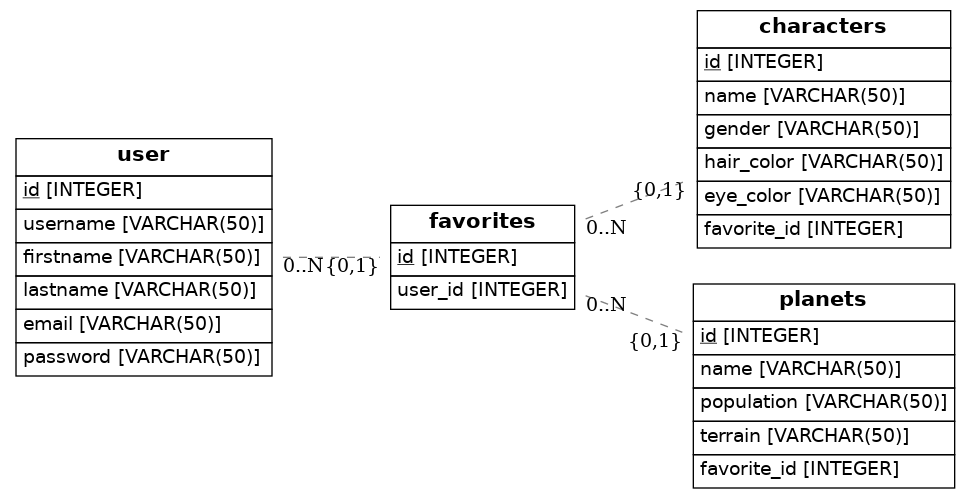 user
id [INTEGER]
username [VARCHAR(50)]
firstname [VARCHAR(50)]
lastname [VARCHAR(50)]
email [VARCHAR(50)]
password [VARCHAR(50)]
0..N
{0,1}
favorites
id [INTEGER]
user_id [INTEGER]
{0,1}
0..N
0..N
{0,1}
characters
id [INTEGER]
name [VARCHAR(50)]
gender [VARCHAR(50)]
hair_color [VARCHAR(50)]
eye_color [VARCHAR(50)]
favorite_id [INTEGER]
planets
id [INTEGER]
name [VARCHAR(50)]
population [VARCHAR(50)]
terrain [VARCHAR(50)]
favorite_id [INTEGER]